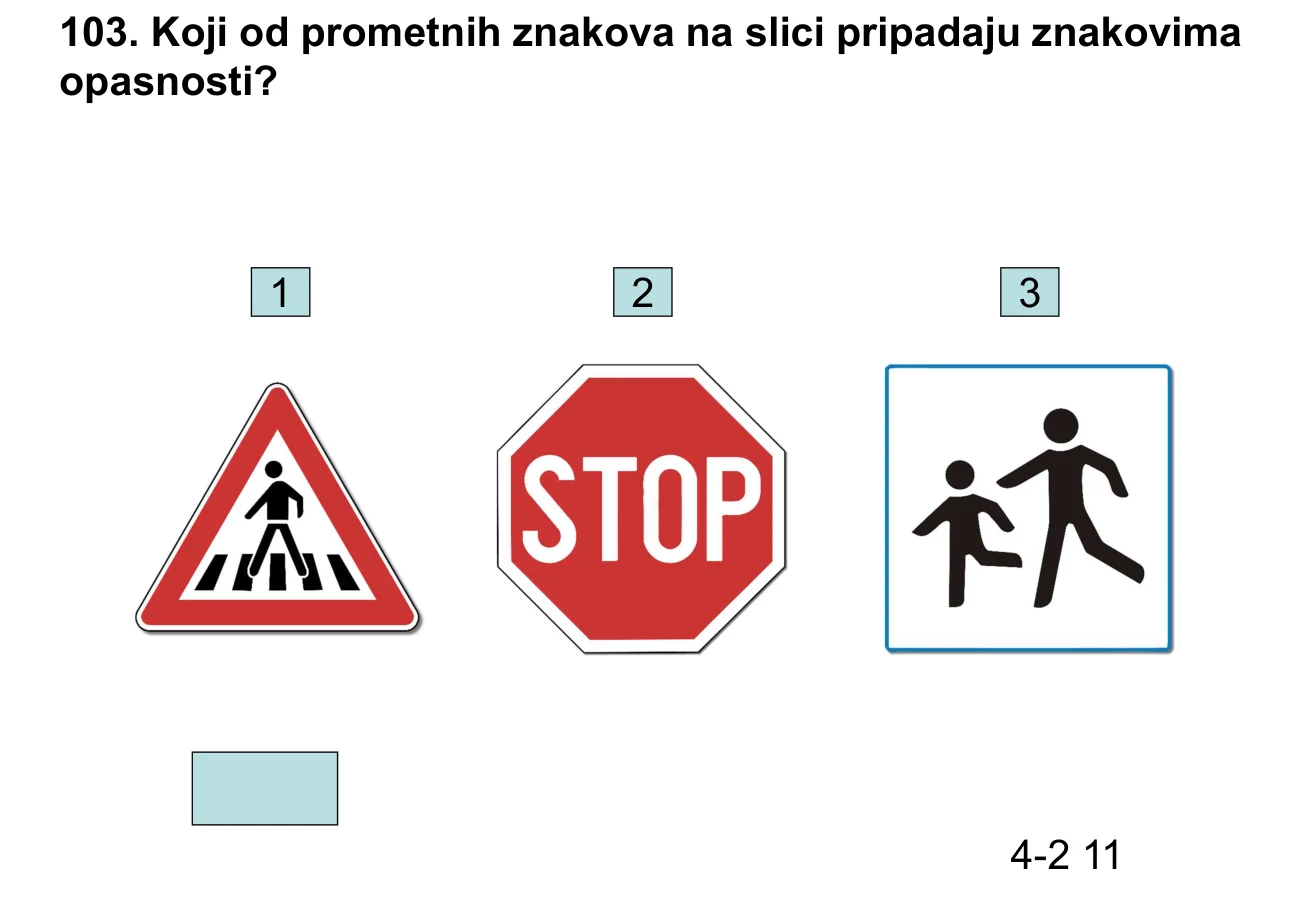 103. Koji od prometnih znakova na slici pripadaju znakovima
opasnosti?
1
2
3
STOP
4-2 11